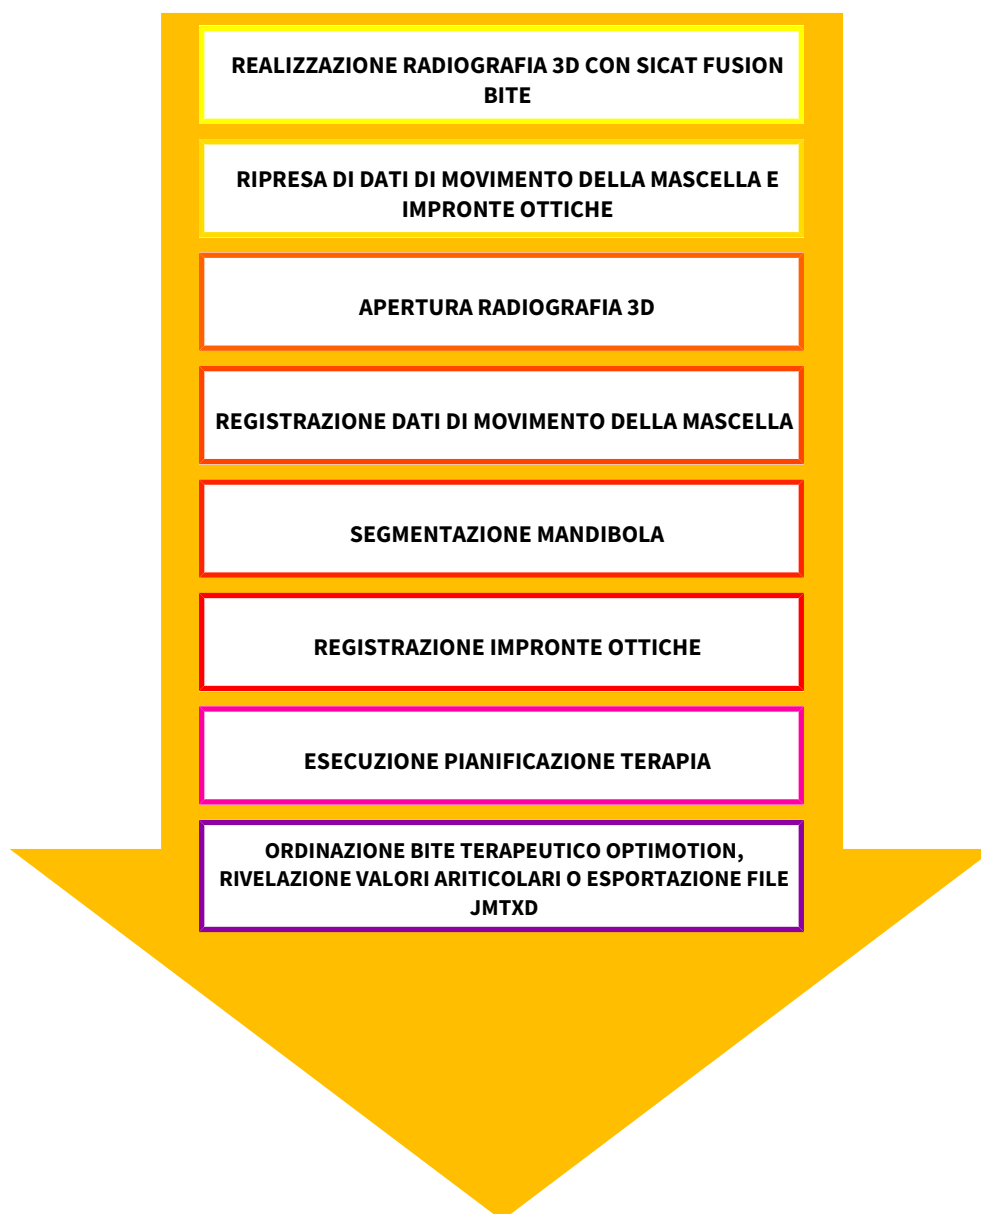 REALIZZAZIONE RADIOGRAFIA 3D CON SICAT FUSION
BITE
RIPRESA DI DATI DI MOVIMENTO DELLA MASCELLA E
IMPRONTE OTTICHE
APERTURA RADIOGRAFIA 3D
REGISTRAZIONE DATI DI MOVIMENTO DELLA MASCELLA
SEGMENTAZIONE MANDIBOLA
REGISTRAZIONE IMPRONTE OTTICHE
ESECUZIONE PIANIFICAZIONE TERAPIA
ORDINAZIONE BITE TERAPEUTICO OPTIMOTION,
RIVELAZIONE VALORI ARITICOLARI O ESPORTAZIONE FILE
JMTXD